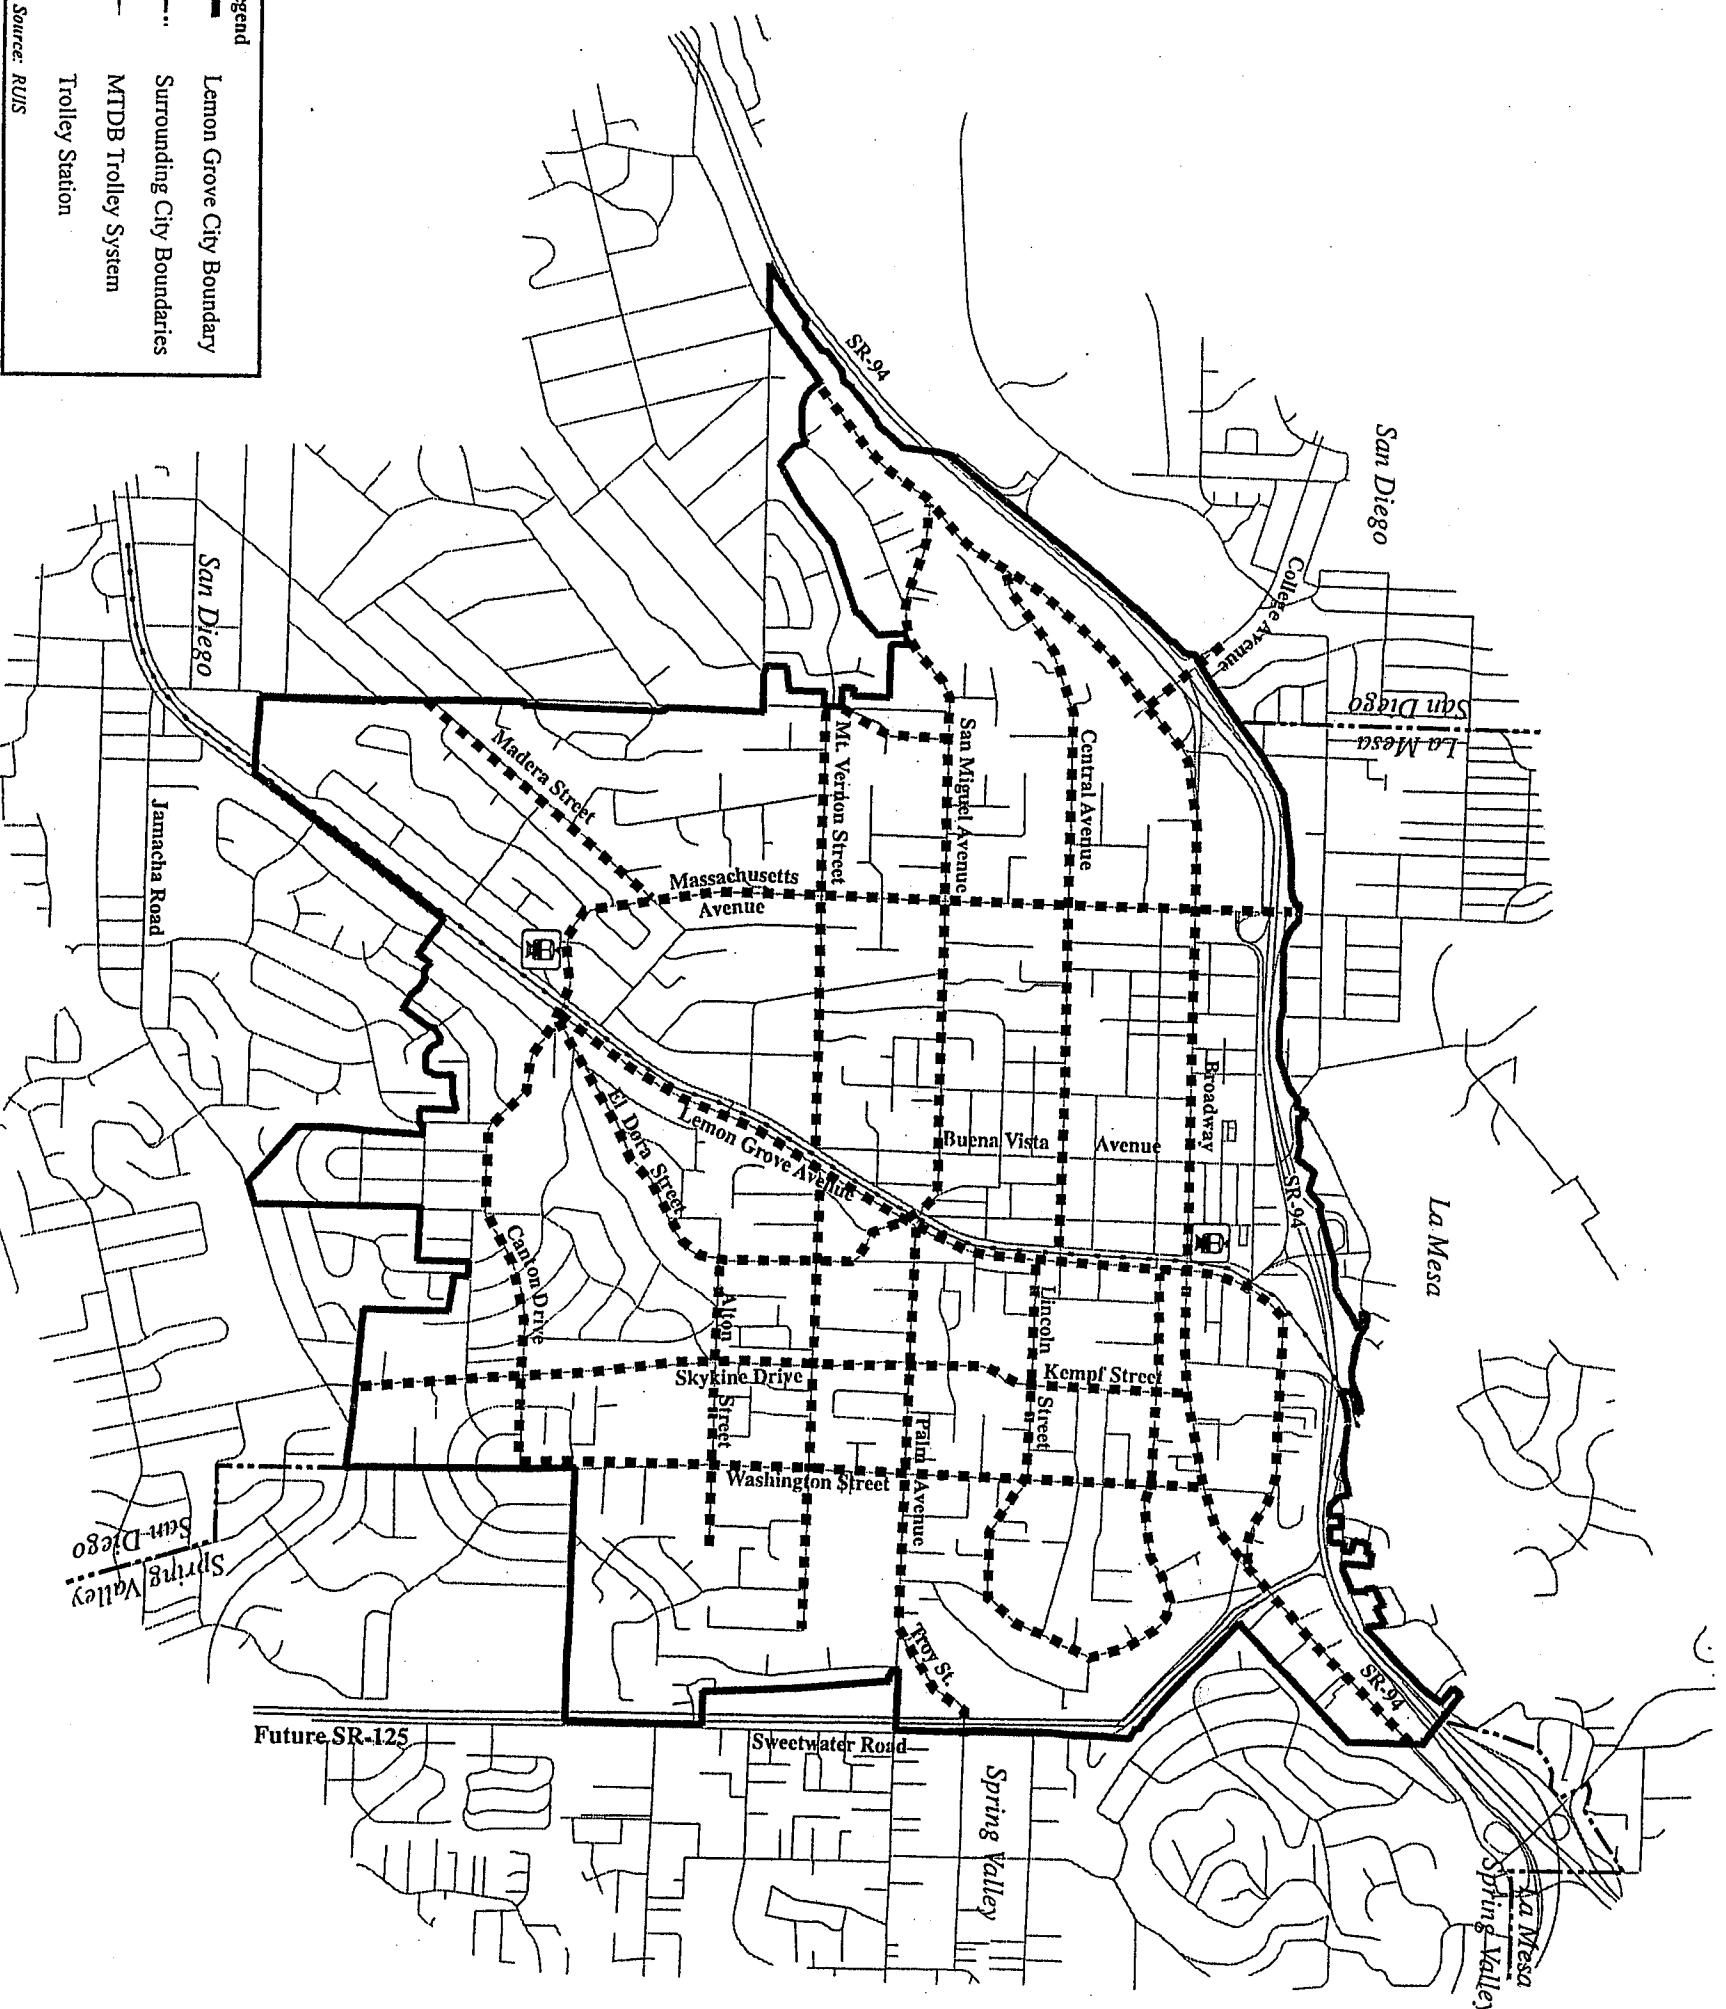 egend
Lemon Grove City Boundary
Surrounding City Boundaries
MTDB Trolley System
Trolley Station
Source: RUIS
SR-94
San Diego
College Avenue
San Diego
La Mesa
San Diego
Jamacha Road
Madera Street
Mt. Vernon Street
San Miguel Avenue
Central Avenue
Massachusetts
Avenue
Broadway
Buena Vista
Avenue
SR-94
La Mesa
El Dora Street
Lemon Grove Avenue
Canton Drive
Alton
Street
Lincoln
Street
Kempf Street
Skykine Drive
Washington Street
Palm Avenue
Troy St.
SR-94
San Diego
Spring Valley
Future SR-125
Sweetwater Road
Spring Valley
La Mesa
Spring Valley